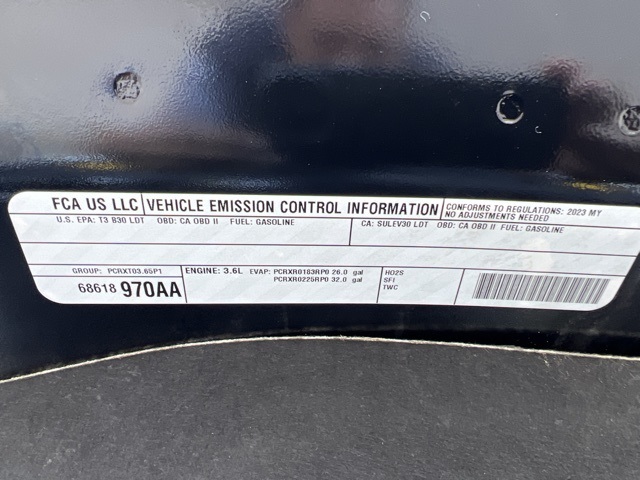 FCA US LLC VEHICLE EMISSION CONTROL INFORMATION CONFORMS TO REGULATIONS: 2023 MY
NO ADJUSTMENTS NEEDED
U.S. EPA: T3 B30 LDT OBD: CA OBD II FUEL: GASOLINE CA: SULEV30 LDT OBD: CA OBD II FUEL: GASOLINE
GROUP: PCRXT03.65P1 ENGINE: 3.6L EVAP: PCRXR0183RP0 26.0 gal HO2S
PCRXR0225RP0 32.0 gal SFI
68618 970AA TWC